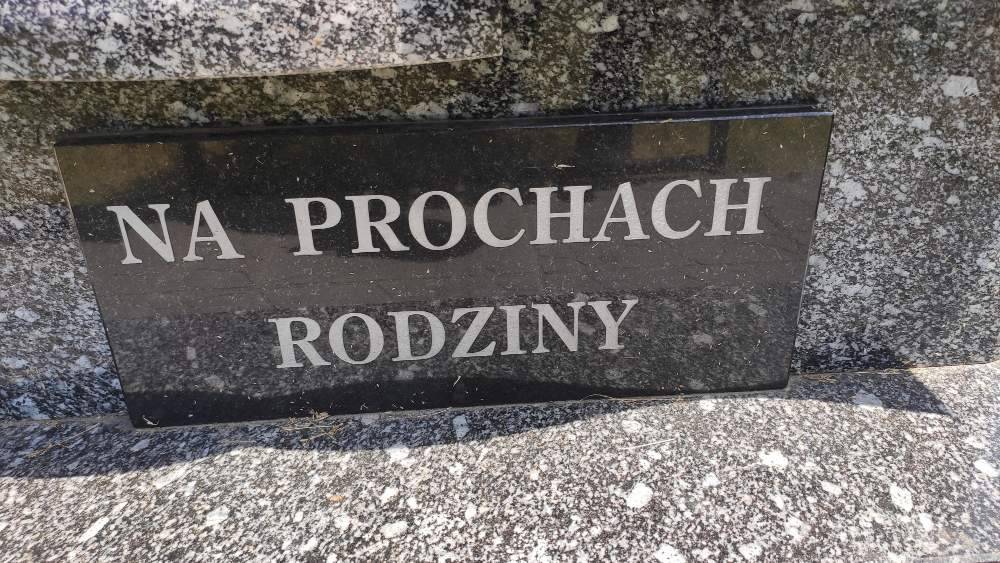 NA PROCHACH
RODZINY